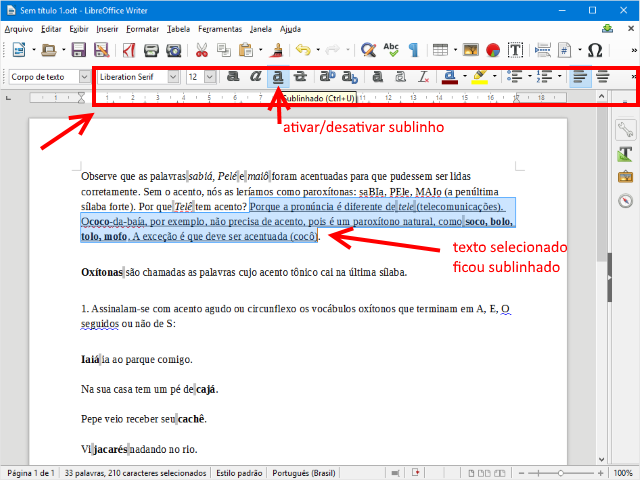 Sem título 1.odt - LibreOffice Writer
Arquivo Editar Exibir Inserir Formatar Tabela Ferramentas Janela Ajuda
Corpo de texto Liberation Serif 12
Sublinhado (Ctrl+U)
ativar/desativar sublinho
Observe que as palavras sabiá, Pelé e maiô foram acentuadas para que pudessem ser lidas
corretamente. Sem o acento, nós as leríamos como paroxítonas: saBIa, PEle, MAIo (a penúltima
sílaba forte). Por que Telê tem acento? Porque a pronúncia é diferente de tele (telecomunicações).
Ococo-da-baía, por exemplo, não precisa de acento, pois é um paroxítono natural, como soco, bolo,
tolo, mofo. A exceção é que deve ser acentuada (cocô).
texto selecionado
ficou sublinhado
Oxítonas são chamadas as palavras cujo acento tônico cai na última sílaba.
1. Assinalam-se com acento agudo ou circunflexo os vocábulos oxítonos que terminam em A, E, O
seguidos ou não de S:
Iaiá ia ao parque comigo.
Na sua casa tem um pé de cajá.
Pepe veio receber seu cachê.
Vi jacarés nadando no rio.
Página 1 de 1 33 palavras, 210 caracteres selecionados Estilo padrão Português (Brasil) 100%